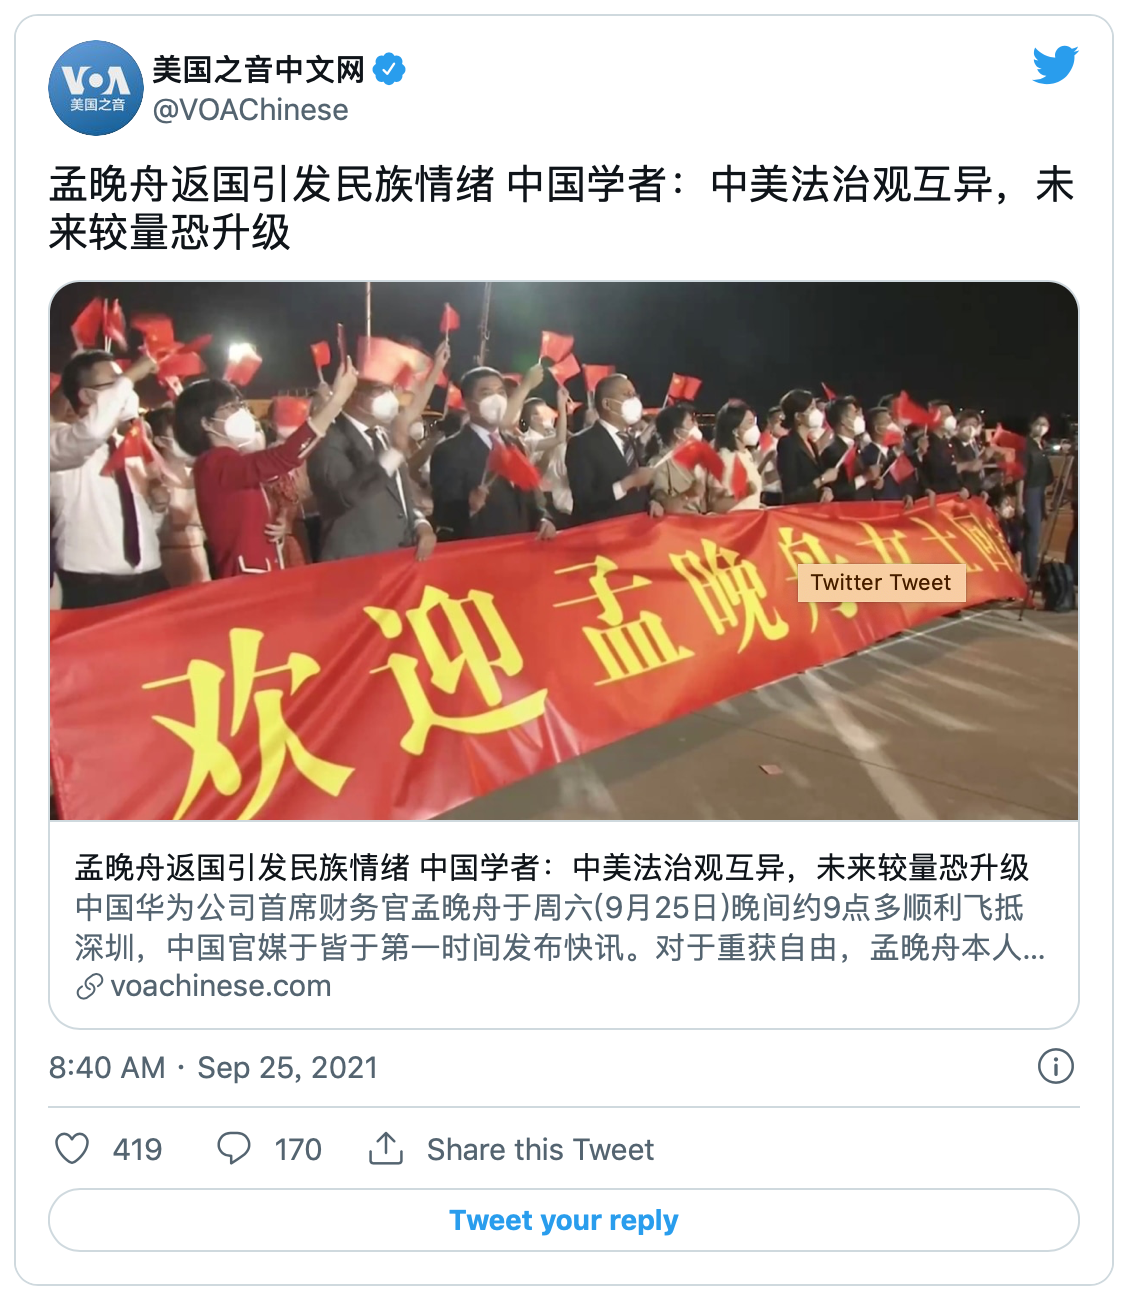 VOA
美国之音
美国之音中文网
@VOAChinese
孟晚舟返国引发民族情绪 中国学者：中美法治观互异，未
来较量恐升级
欢迎孟晚舟女士回
Twitter Tweet
孟晚舟返国引发民族情绪 中国学者：中美法治观互异，未来较量恐升级
中国华为公司首席财务官孟晚舟于周六(9月25日)晚间约9点多顺利飞抵
深圳，中国官媒于皆于第一时间发布快讯。对于重获自由，孟晚舟本人...
voachinese.com
8:40 AM · Sep 25, 2021
419
170
Share this Tweet
Tweet your reply